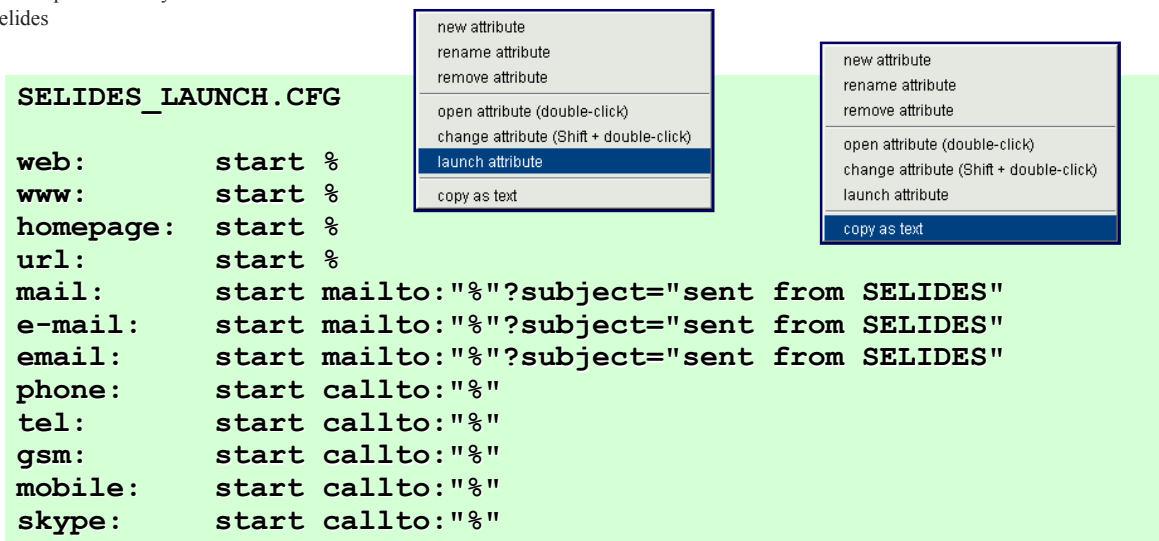 elides
new attribute
rename attribute
remove attribute
open attribute (double-click)
change attribute (Shift + double-click)
launch attribute
copy as text
new attribute
rename attribute
remove attribute
open attribute (double-click)
change attribute (Shift + double-click)
launch attribute
copy as text
SELIDES_LAUNCH.CFG
web: start %
www: start %
homepage: start %
url: start %
mail: start mailto:"%"?subject="sent from SELIDES"
e-mail: start mailto:"%"?subject="sent from SELIDES"
email: start mailto:"%"?subject="sent from SELIDES"
phone: start callto:"%"
tel: start callto:"%"
gsm: start callto:"%"
mobile: start callto:"%"
skype: start callto:"%"